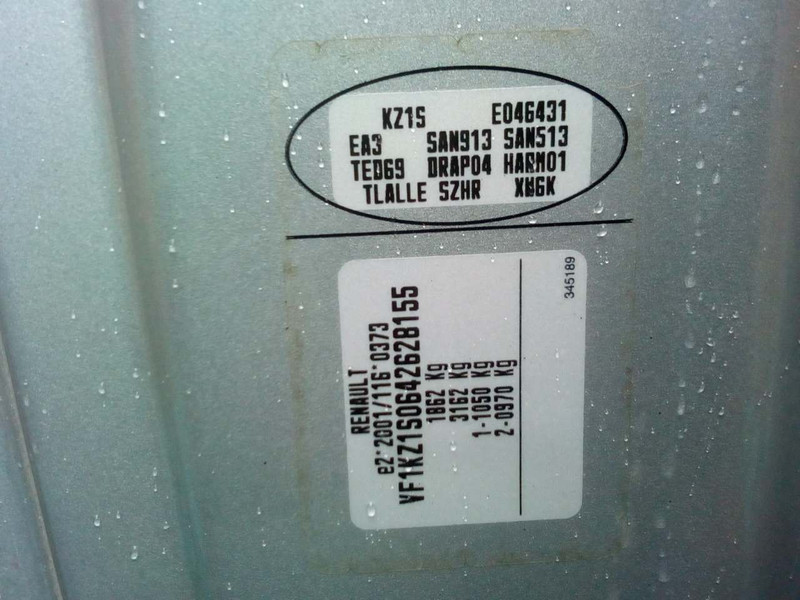 KZ1S E046431
EA3 SAN913 SAN513
TED69 DRAP04 HARM01
TLALLE SZHR XW6K
RENAULT
e2*2001/116*0373
VF1KZ1S0642628155
1862 Kg
3162 Kg
1-1050 Kg
2-0970 Kg
345189